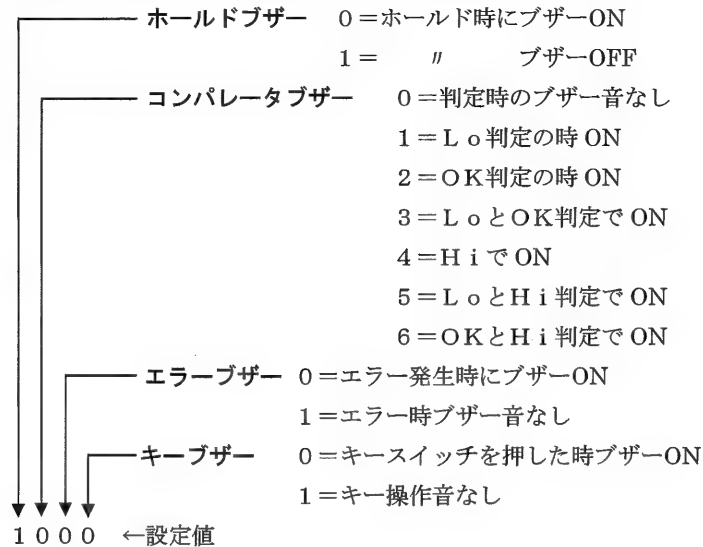 ホールドブザー 0=ホールド時にブザーON
1= 〃 ブザーOFF
コンパレータブザー 0=判定時のブザー音なし
1=Lo判定の時 ON
2=OK判定の時 ON
3=LoとOK判定で ON
4=Hiで ON
5=LoとHi判定で ON
6=OKとHi判定で ON
エラーブザー 0=エラー発生時にブザーON
1=エラー時ブザー音なし
キーブザー 0=キースイッチを押した時ブザーON
1=キー操作音なし
1000 ←設定値